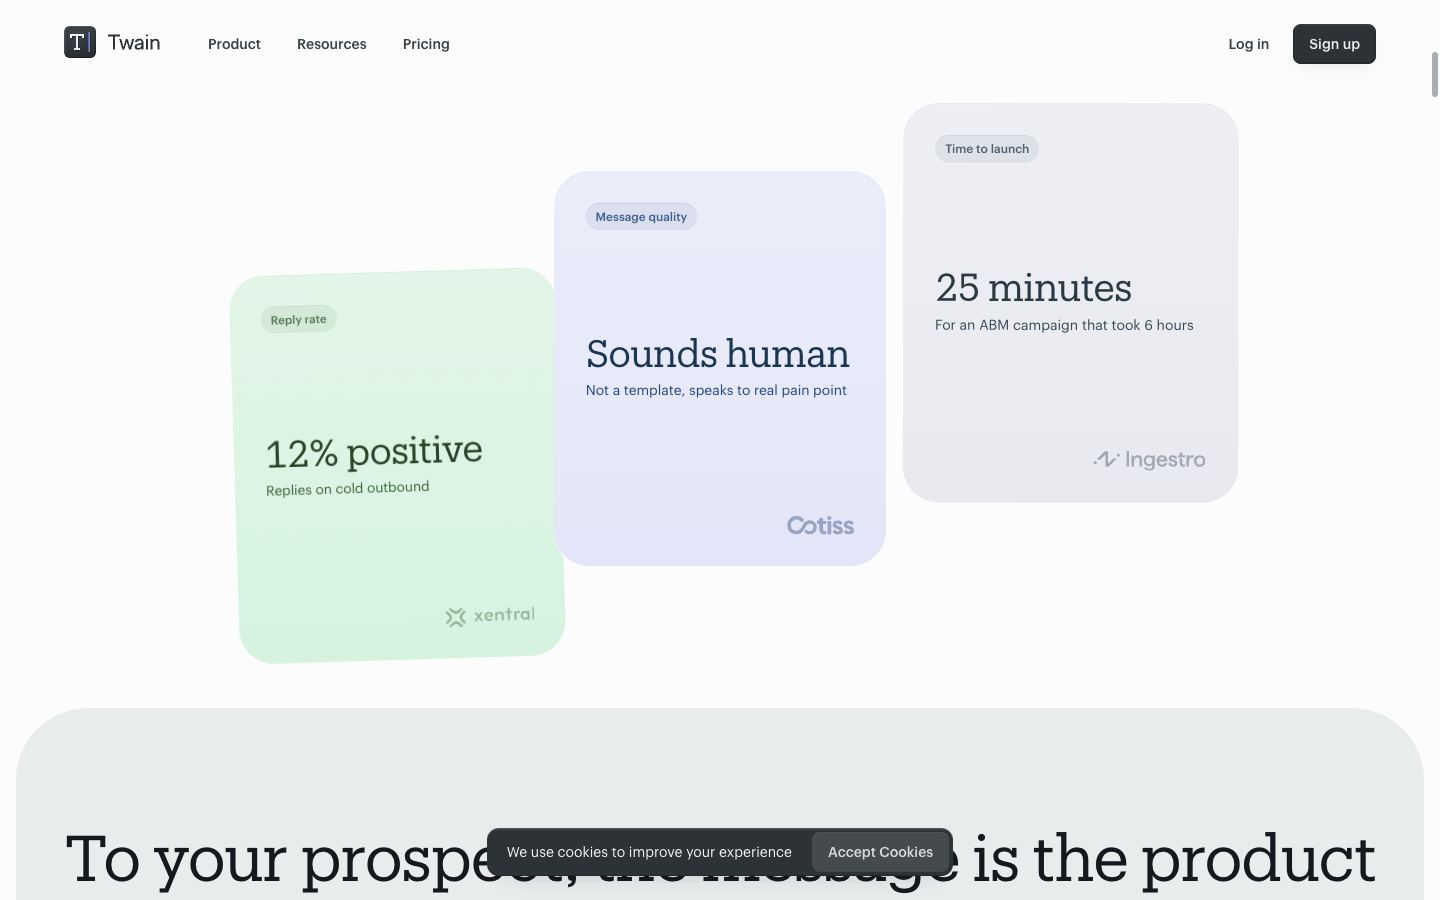 T Twain
Product
Resources
Pricing
Log in
Sign up
Reply rate
12% positive
Replies on cold outbound
xentral
Message quality
Sounds human
Not a template, speaks to real pain point
Cotiss
Time to launch
25 minutes
For an ABM campaign that took 6 hours
Ingestro
To your prospect, the message is the product
We use cookies to improve your experience
Accept Cookies